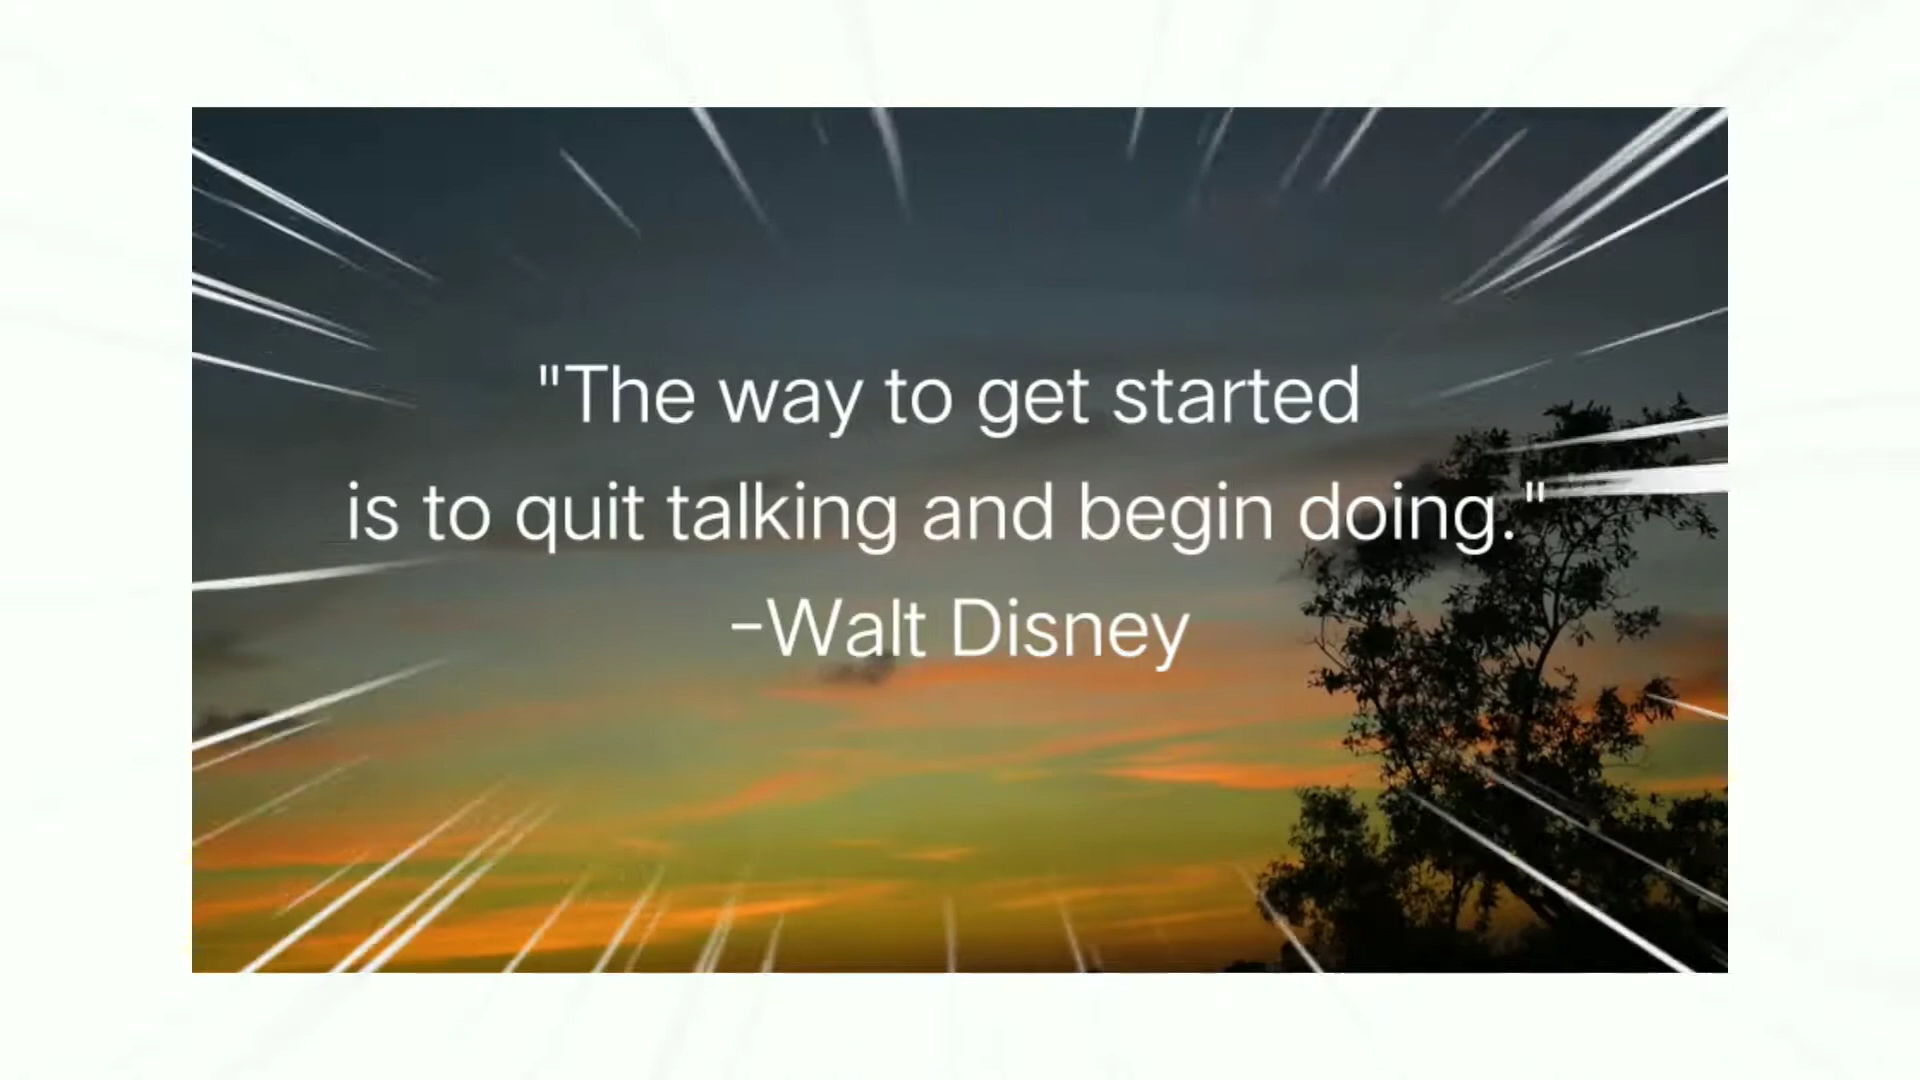 "The way to get started
is to quit talking and begin doing."
-Walt Disney